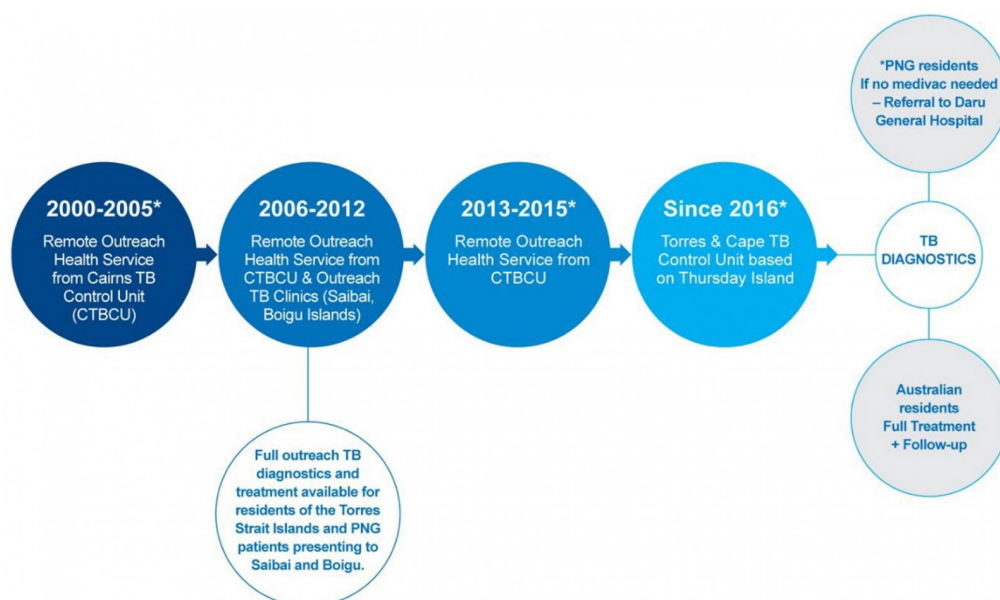 2000-2005*
Remote Outreach
Health Service
from Cairns TB
Control Unit
(CTBCU)
2006-2012
Remote Outreach
Health Service from
CTBCU & Outreach
TB Clinics (Saibai,
Boigu Islands)
Full outreach TB
diagnostics and
treatment available for
residents of the Torres
Strait Islands and PNG
patients presenting to
Saibai and Boigu.
2013-2015*
Remote Outreach
Health Service from
CTBCU
Since 2016*
Torres & Cape TB
Control Unit based
on Thursday Island
*PNG residents
If no medivac needed
– Referral to Daru
General Hospital
TB
DIAGNOSTICS
Australian
residents
Full Treatment
+ Follow-up